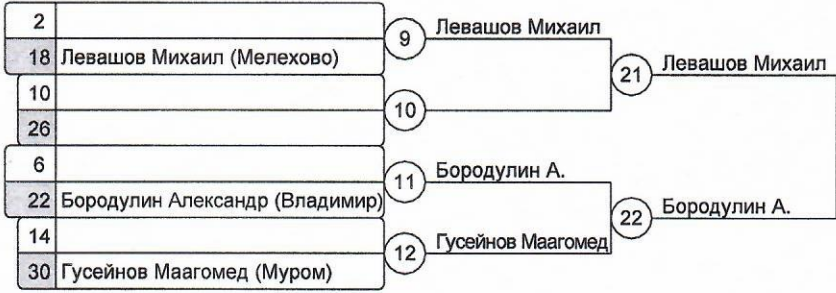 2
18 Левашов Михаил (Мелехово)
10
26
6
22 Бородулин Александр (Владимир)
14
30 Гусейнов Маагомед (Муром)
9 Левашов Михаил
10
11 Бородулин А.
12 Гусейнов Маагомед
21 Левашов Михаил
22 Бородулин А.